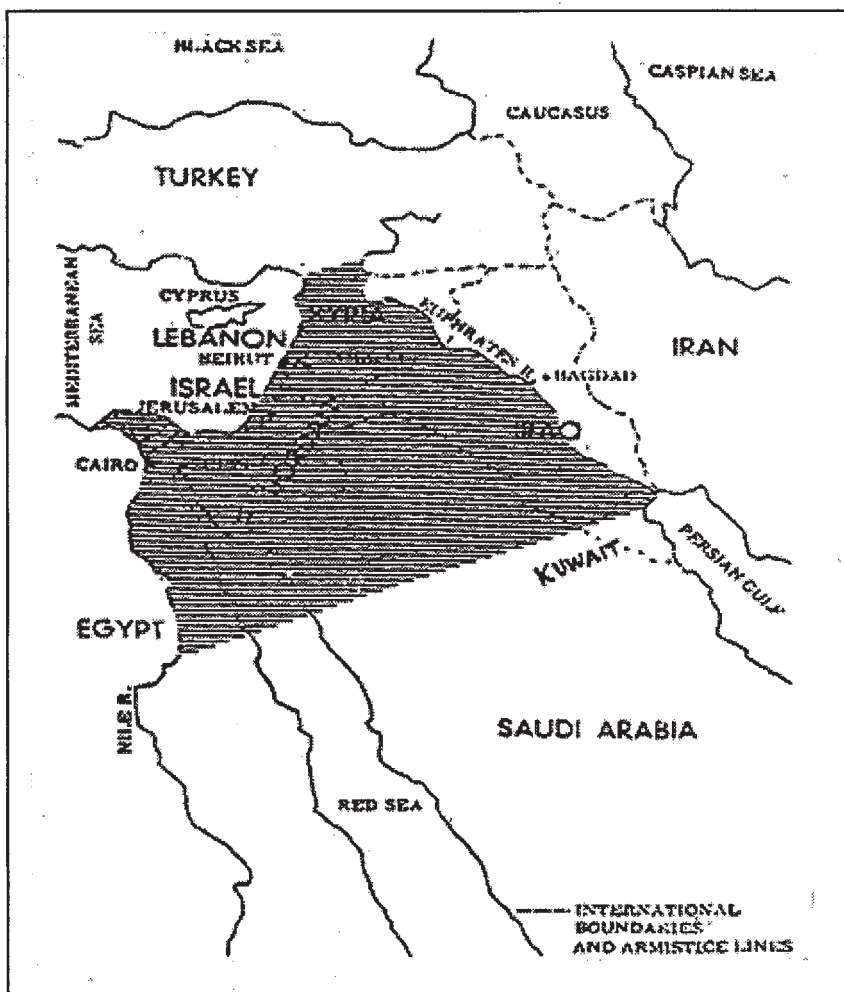 BLACK SEA
CASPIAN SEA
CAUCASUS
TURKEY
MEDITERRANEAN
SEA
CYPRUS
SYRIA
EUPHRATES R.
LEBANON
BEIRUT
IRAN
BAGDAD
ISRAEL
JERUSALEM
CAIRO
PERSIAN GULF
KUWAIT
EGYPT
NILE R.
SAUDI ARABIA
RED SEA
INTERNATIONAL
BOUNDARIES
AND ARMISTICE LINES